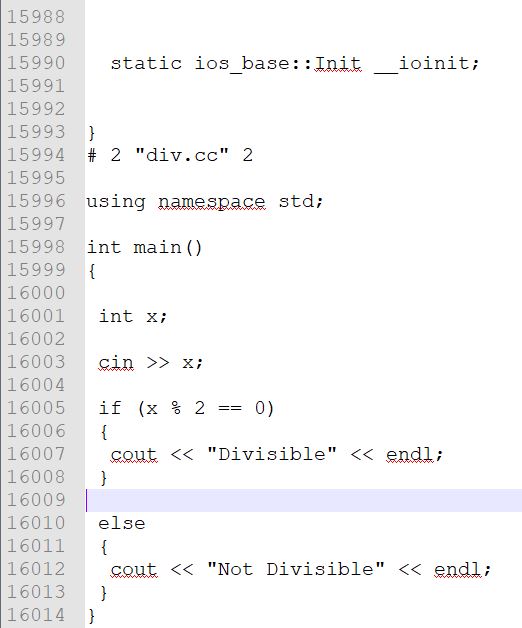 15988
15989
15990 static ios_base::Init __ioinit;
15991
15992
15993 }
15994 # 2 "div.cc" 2
15995
15996 using namespace std;
15997
15998 int main()
15999 {
16000
16001 int x;
16002
16003 cin >> x;
16004
16005 if (x % 2 == 0)
16006 {
16007 cout << "Divisible" << endl;
16008 }
16009
16010 else
16011 {
16012 cout << "Not Divisible" << endl;
16013 }
16014 }